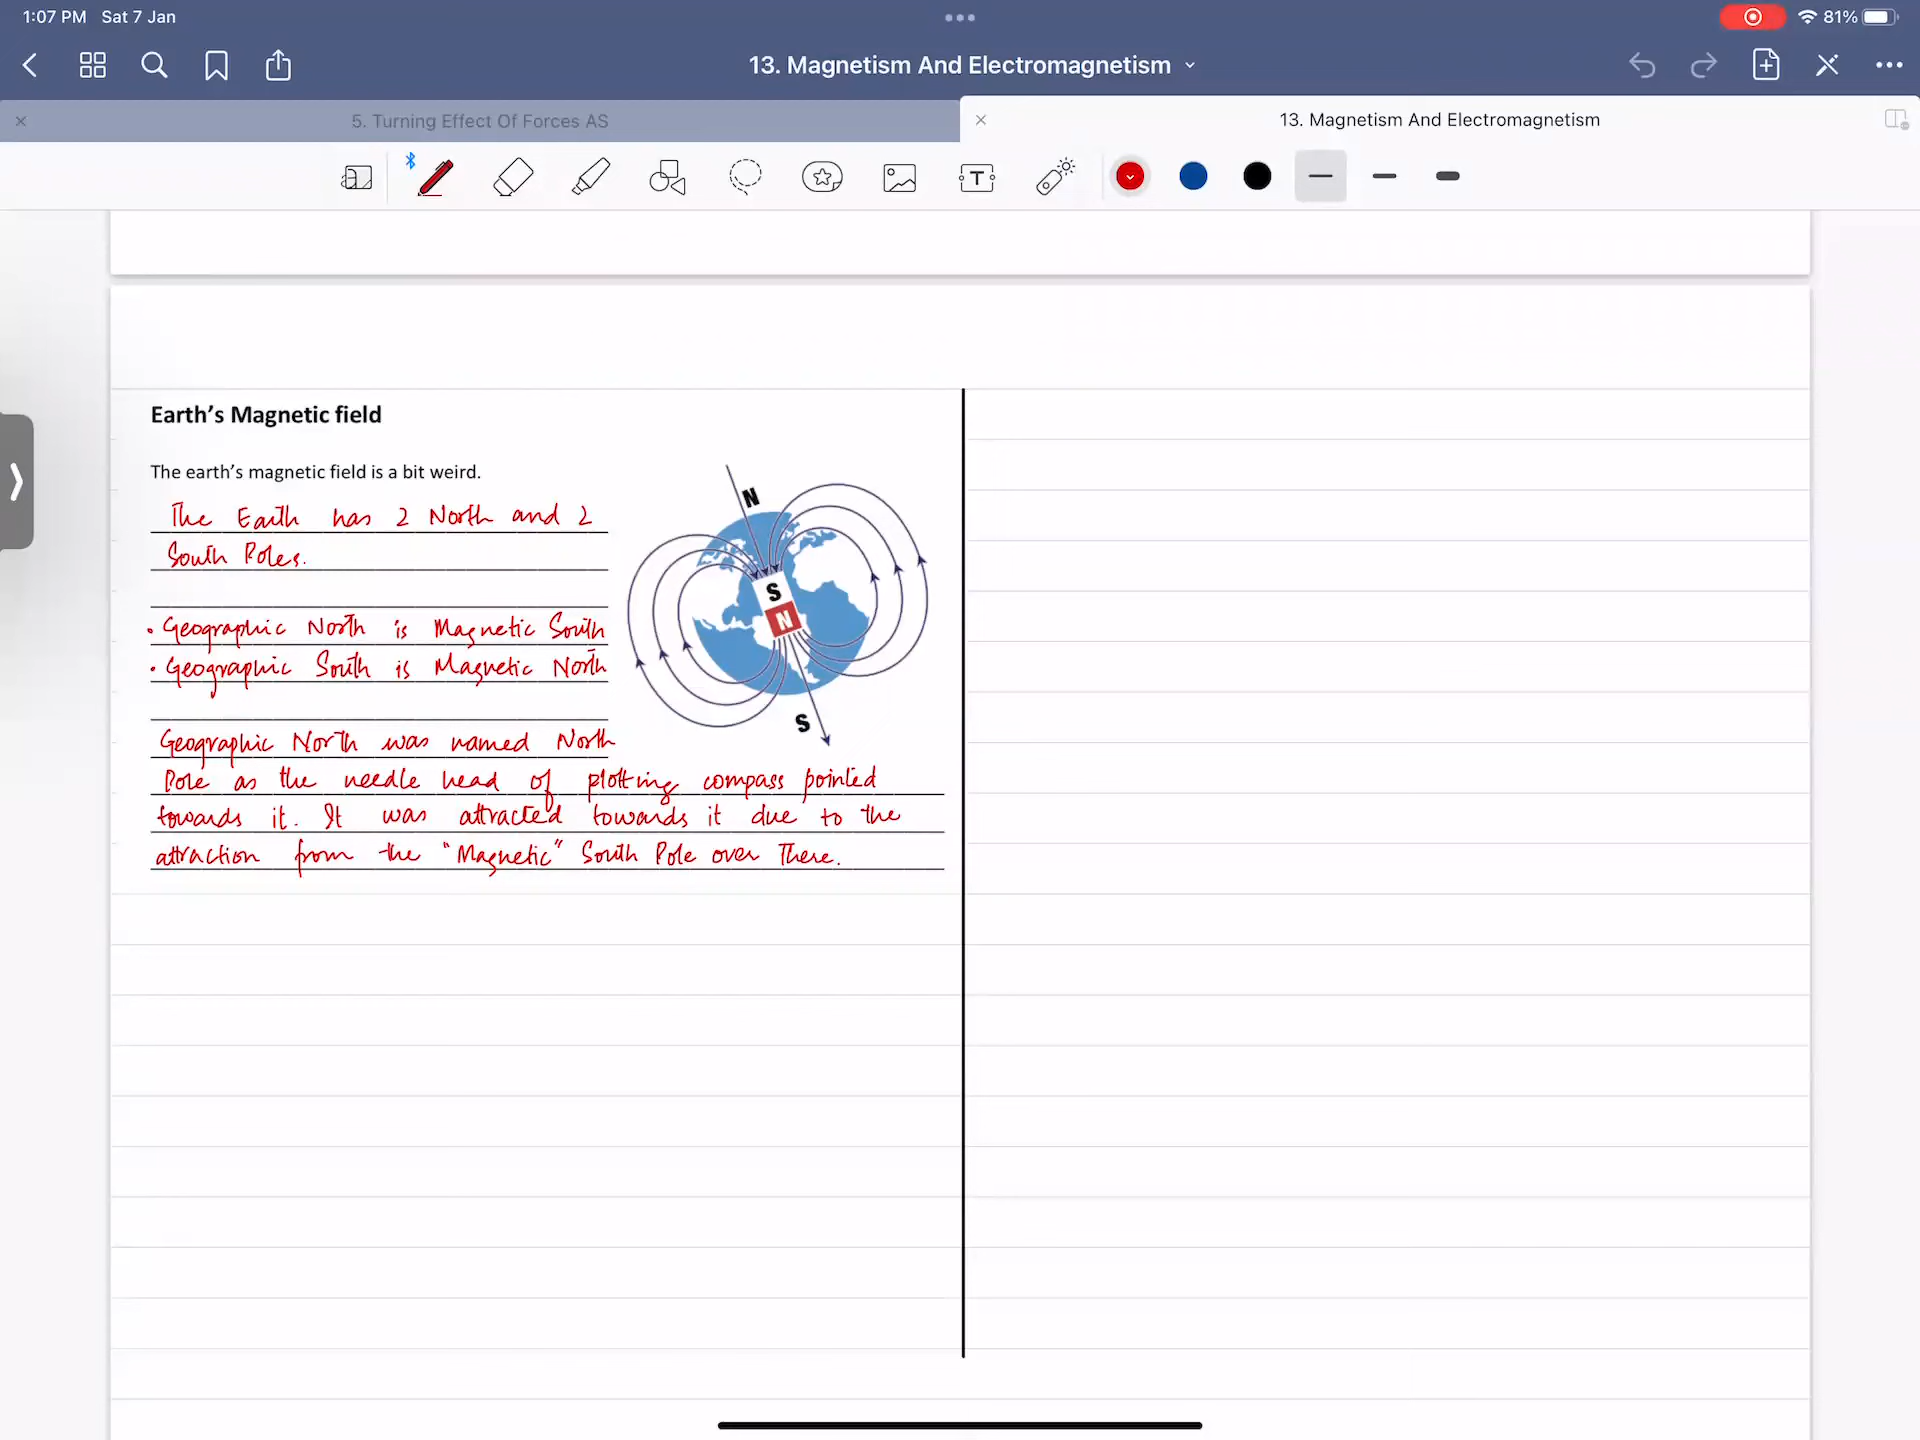 1:07 PM Sat 7 Jan
81%
13. Magnetism And Electromagnetism
5. Turning Effect Of Forces AS
13. Magnetism And Electromagnetism
Earth's Magnetic field
The earth's magnetic field is a bit weird.
The Earth has 2 North and 2
South Poles.
• Geographic North is Magnetic South
• Geographic South is Magnetic North
Geographic North was named North
Pole as the needle head of plotting compass pointed
towards it. It was attracted towards it due to the
attraction from the "Magnetic" South Pole over There.
N
S
N
S